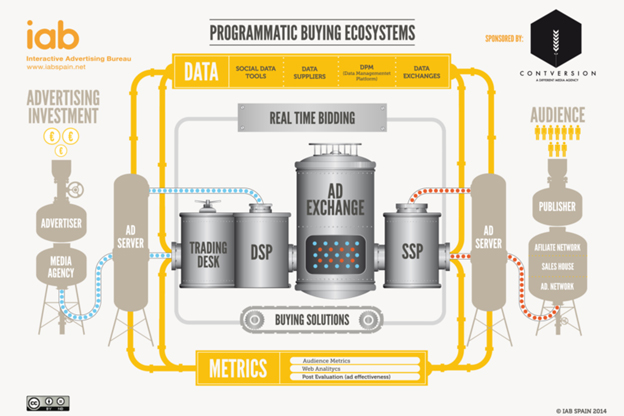 iab
Interactive Advertising Bureau
www.iabspain.net
PROGRAMMATIC BUYING ECOSYSTEMS
SPONSORED BY:
CONTVERSION
A DIFFERENT MEDIA AGENCY
DATA
SOCIAL DATA
TOOLS
DATA
SUPPLIERS
DPM
(Data Managementer
Platform)
DATA
EXCHANGES
ADVERTISING
INVESTMENT
AUDIENCE
REAL TIME BIDDING
ADVERTISER
MEDIA
AGENCY
AD
SERVER
TRADING
DESK
DSP
AD
EXCHANGE
SSP
AD
SERVER
PUBLISHER
AFILIATE NETWORK
SALES HOUSE
AD. NETWORK
BUYING SOLUTIONS
METRICS
Audience Metrics
Web Analitycs
Post Evaluation (ad effectiveness)
cc
BY
© IAB SPAIN 2014